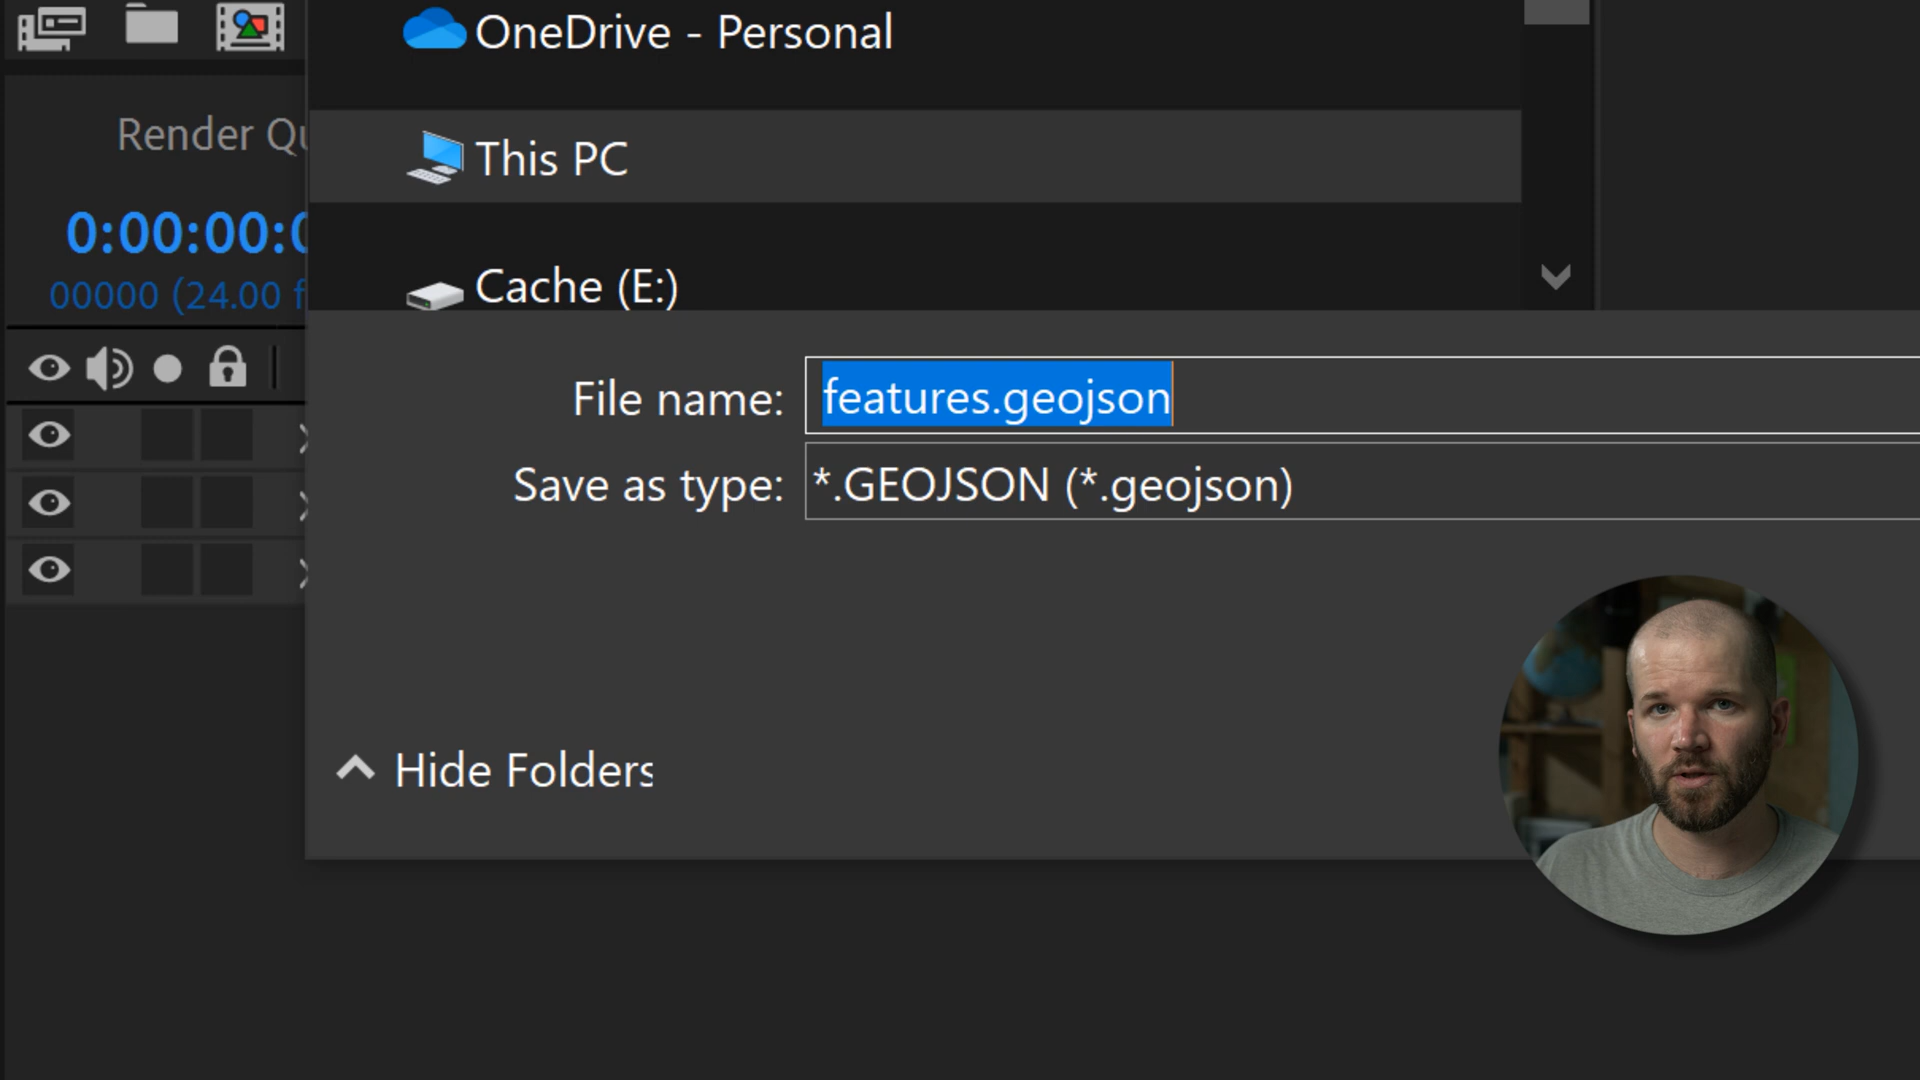 OneDrive - Personal
Render Qu
This PC
0:00:00:0
00000 (24.00 f
Cache (E:)
File name: features.geojson
Save as type: *.GEOJSON (*.geojson)
Hide Folders